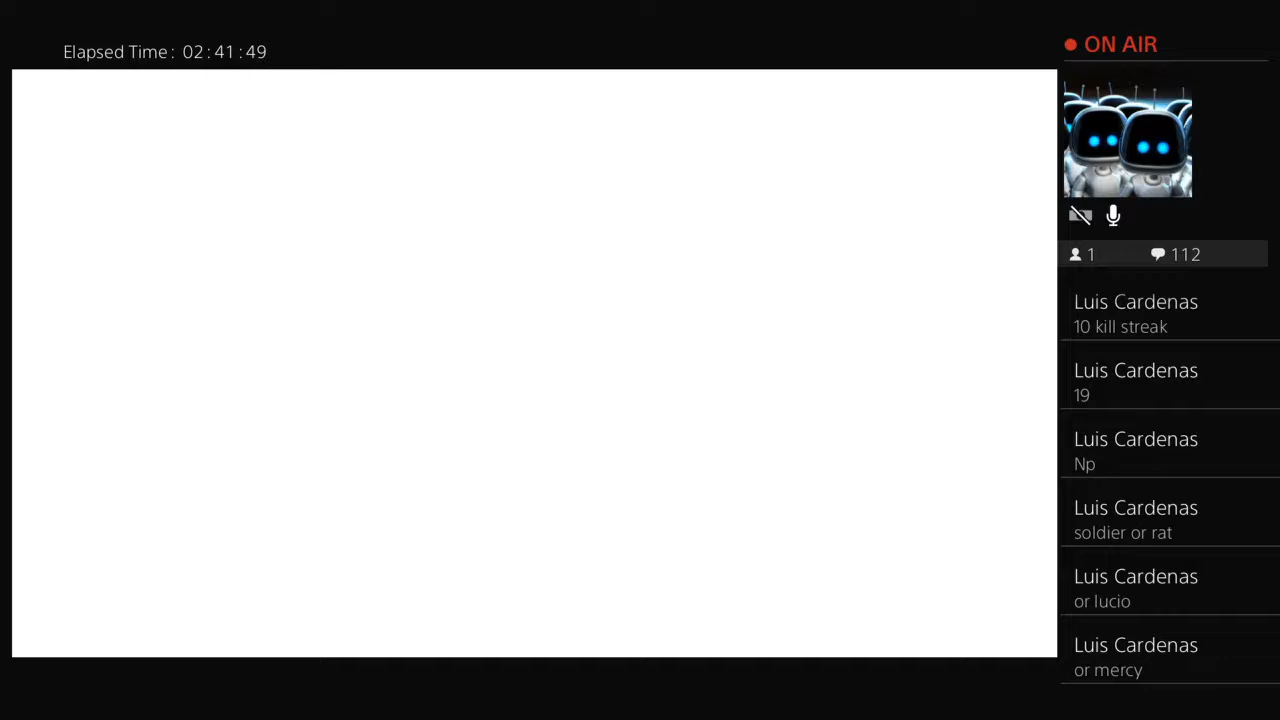 Elapsed Time: 02:41:49
ON AIR
1 112
Luis Cardenas
10 kill streak
Luis Cardenas
19
Luis Cardenas
Np
Luis Cardenas
soldier or rat
Luis Cardenas
or lucio
Luis Cardenas
or mercy